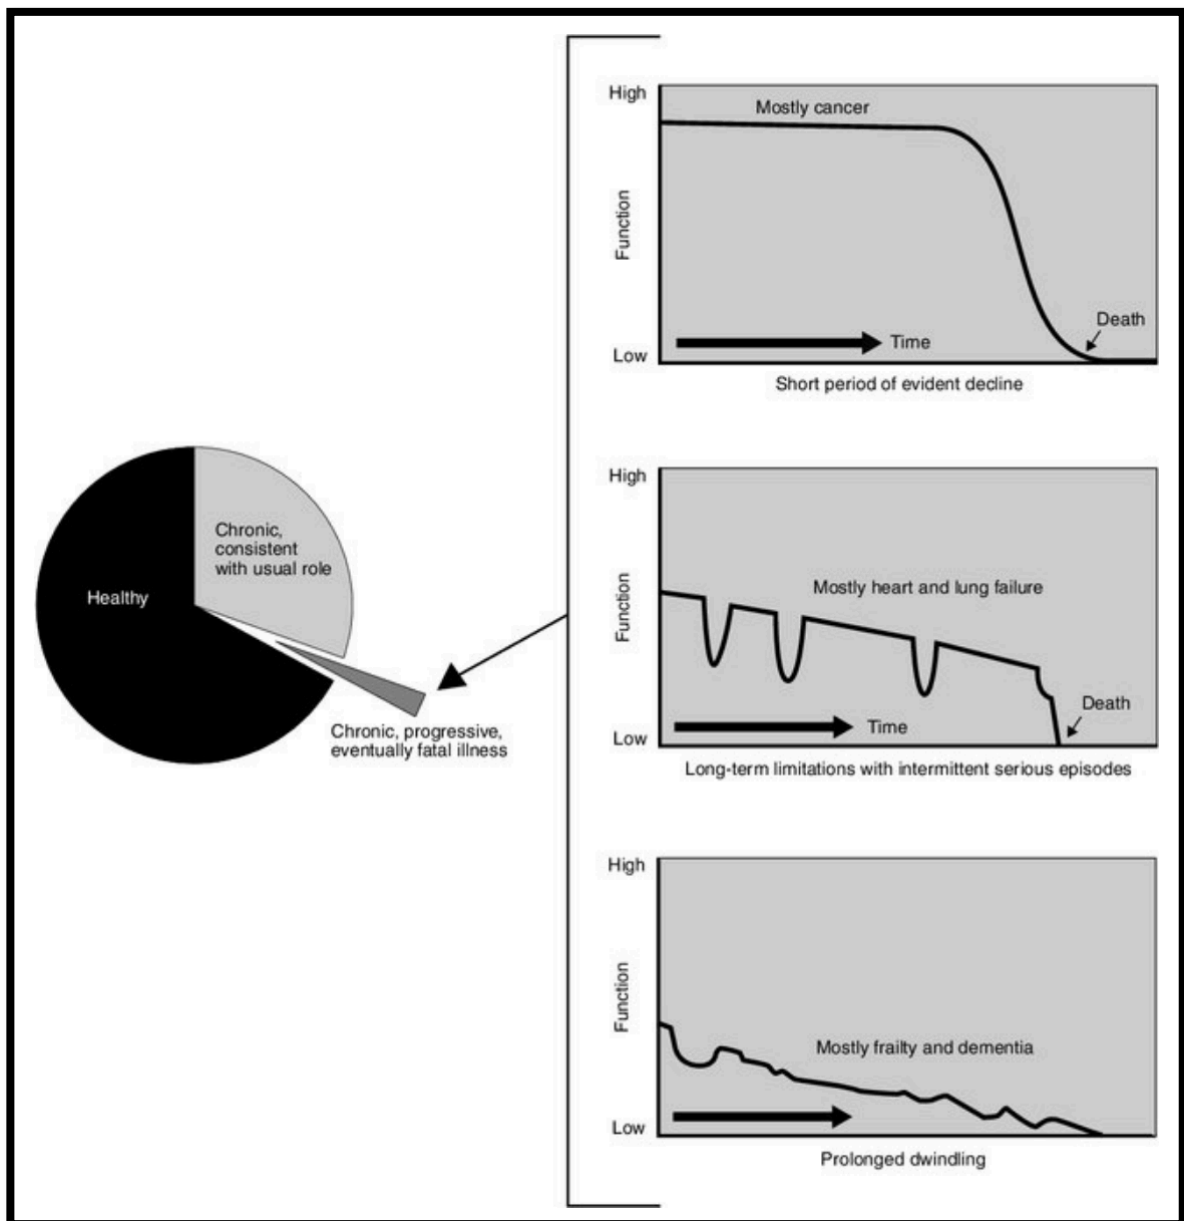 Healthy
Chronic,
consistent
with usual role
Chronic, progressive,
eventually fatal illness
High
Mostly cancer
Function
Death
Time
Low
Short period of evident decline
High
Mostly heart and lung failure
Function
Death
Time
Low
Long-term limitations with intermittent serious episodes
High
Mostly frailty and dementia
Function
Low
Prolonged dwindling